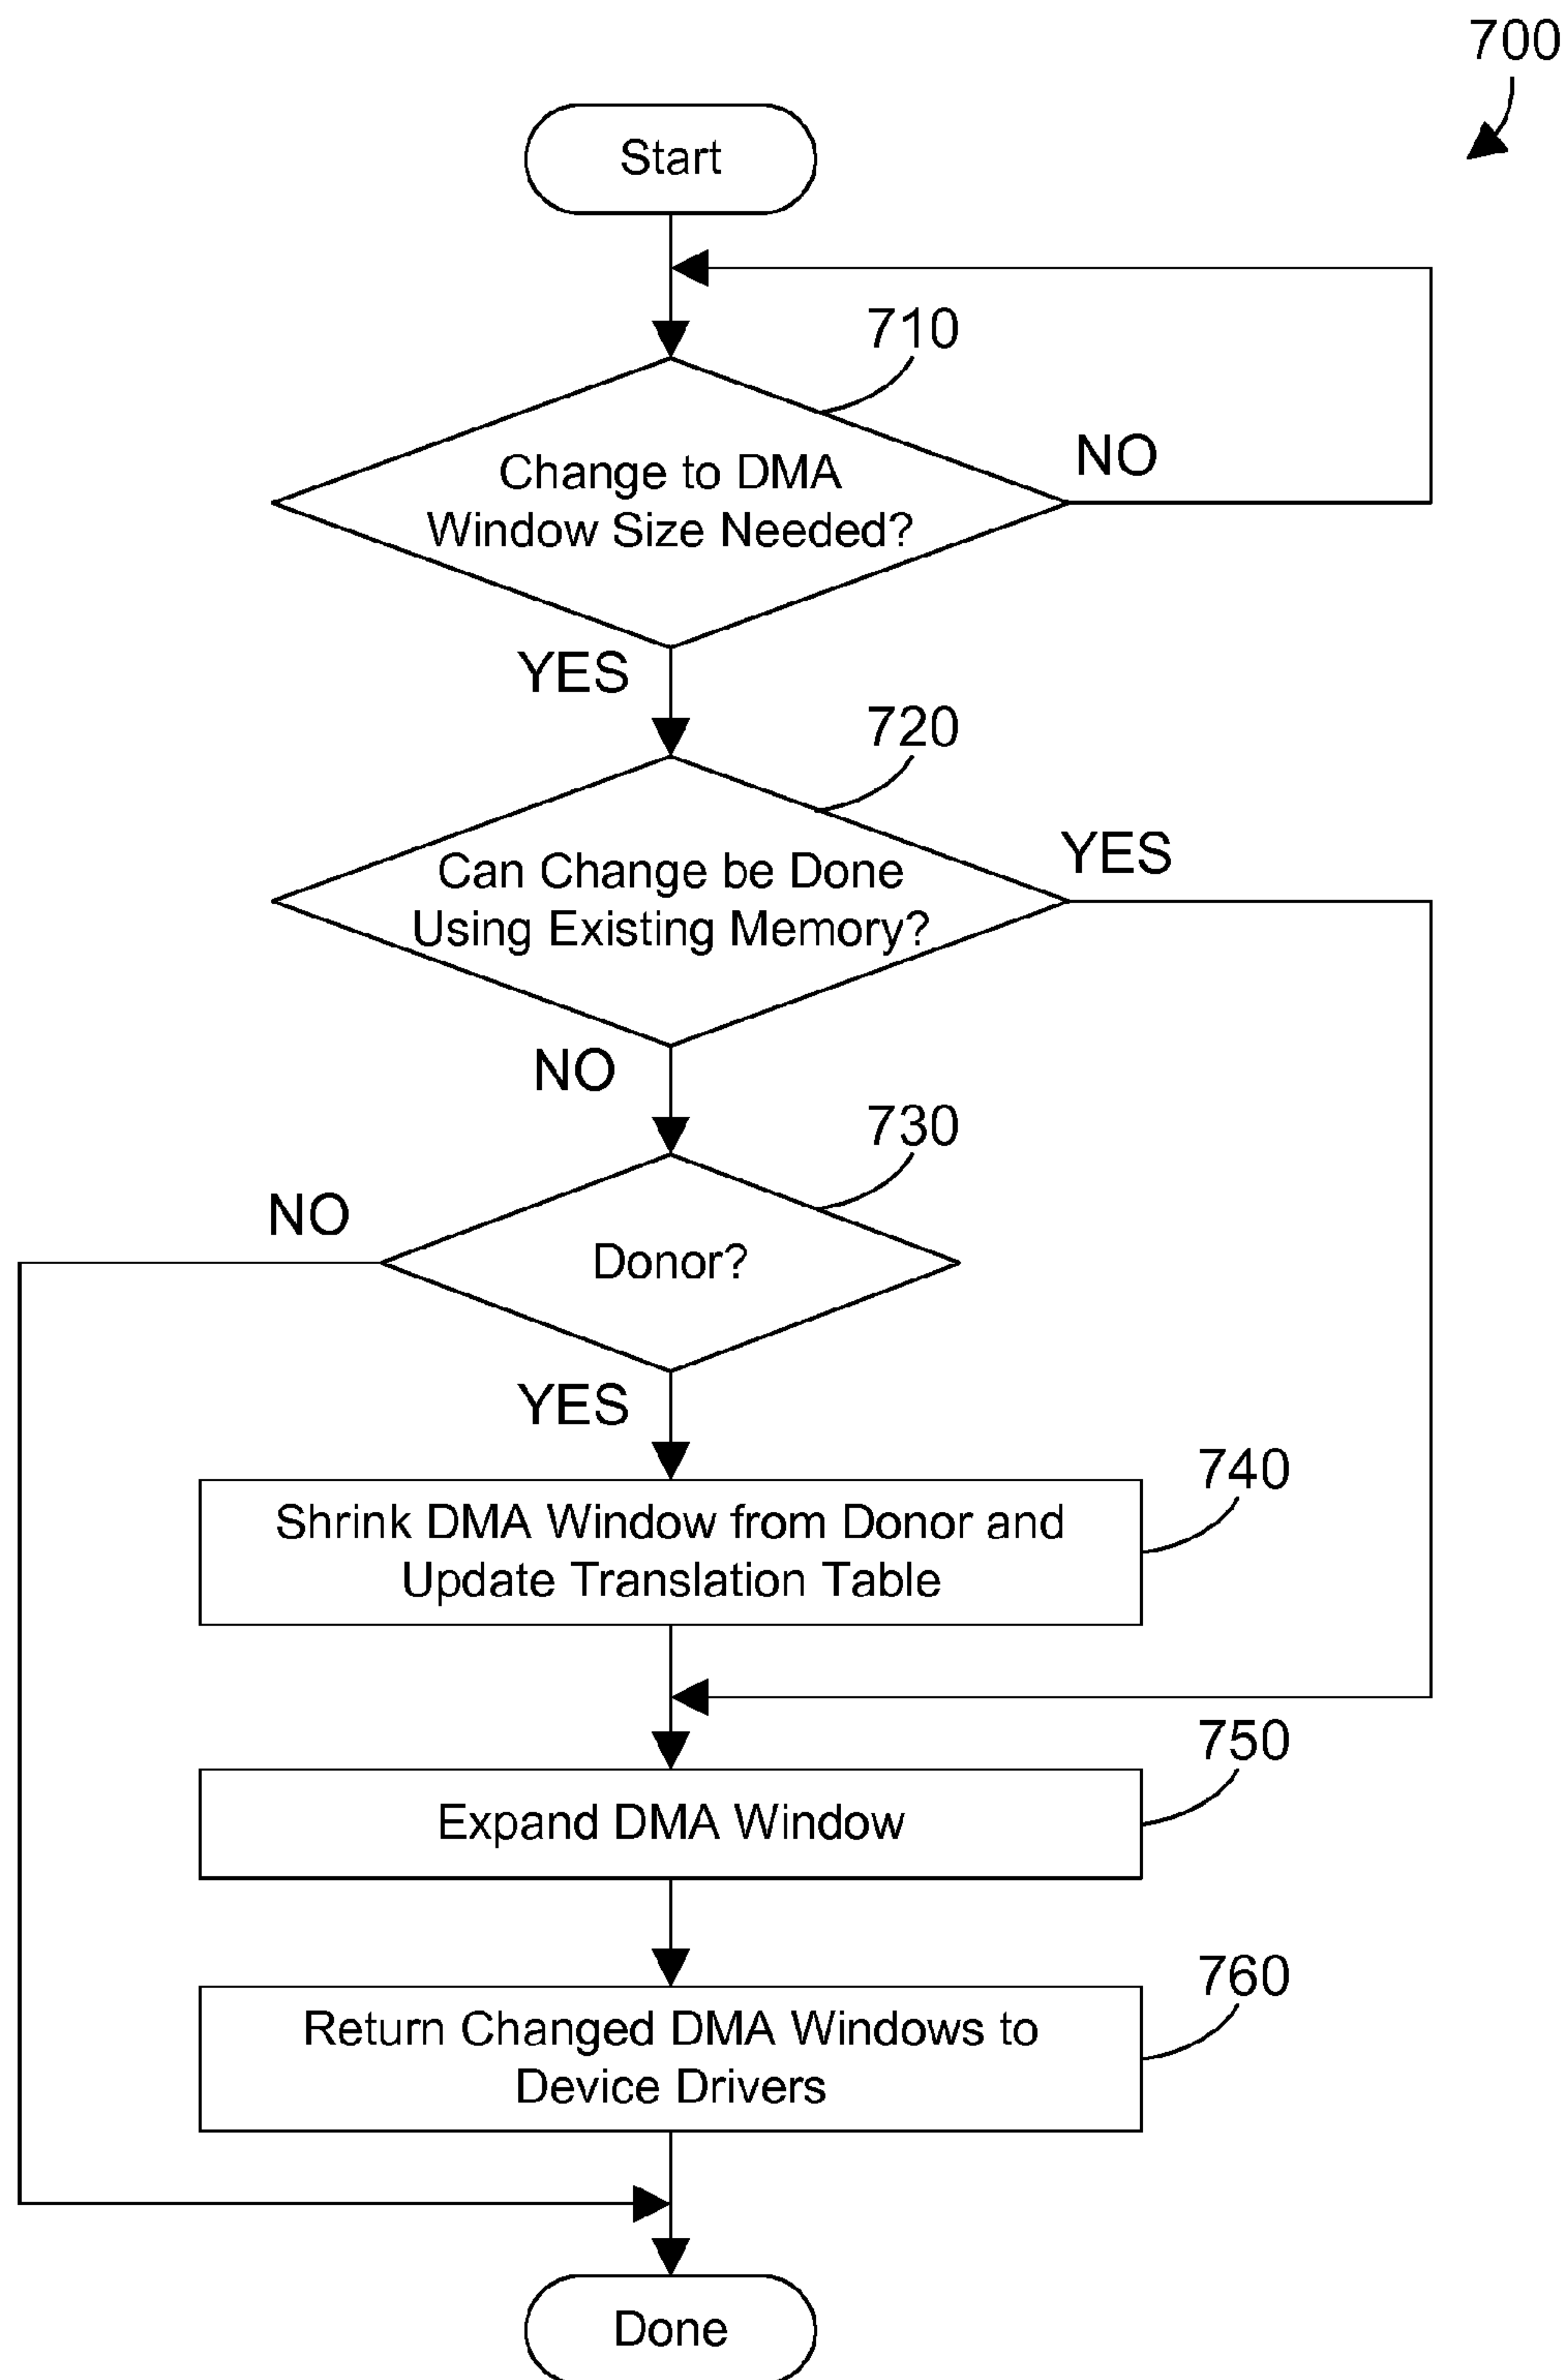 700
Start
710
Change to DMA
Window Size Needed?
NO
YES
720
Can Change be Done
Using Existing Memory?
YES
NO
730
NO
Donor?
YES
740
Shrink DMA Window from Donor and
Update Translation Table
750
Expand DMA Window
760
Return Changed DMA Windows to
Device Drivers
Done